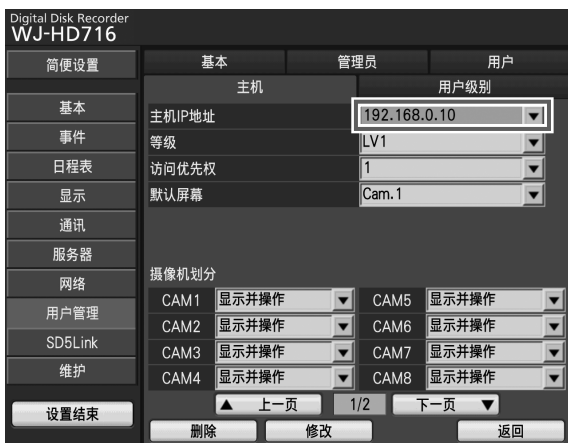 Digital Disk Recorder
WJ-HD716
简便设置
基本
事件
日程表
显示
通讯
服务器
网络
用户管理
SD5Link
维护
设置结束
基本 管理员 用户
主机 用户级别
主机IP地址 192.168.0.10
等级 LV1
访问优先权 1
默认屏幕 Cam.1
摄像机划分
CAM1 显示并操作 CAM5 显示并操作
CAM2 显示并操作 CAM6 显示并操作
CAM3 显示并操作 CAM7 显示并操作
CAM4 显示并操作 CAM8 显示并操作
▲ 上一页 1/2 下一页 ▼
删除 修改 返回